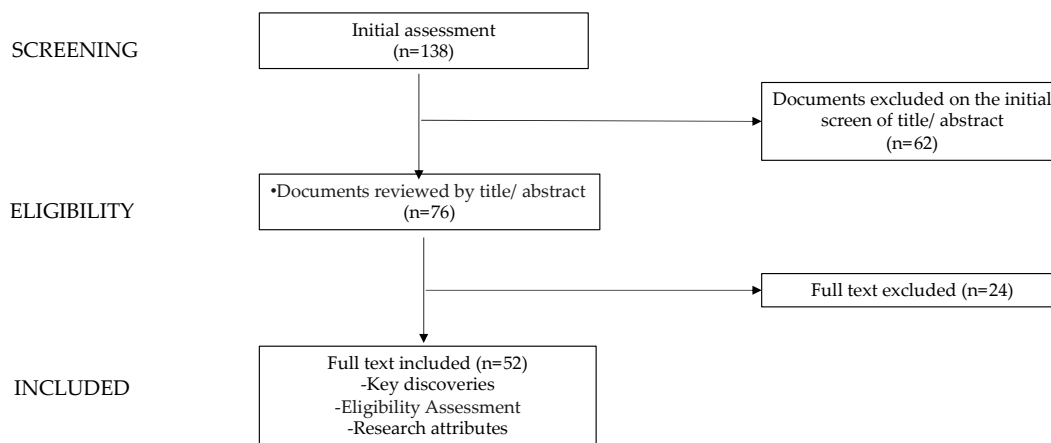 SCREENING
Initial assessment
(n=138)
Documents excluded on the initial
screen of title/ abstract
(n=62)
ELIGIBILITY
•Documents reviewed by title/ abstract
(n=76)
Full text excluded (n=24)
INCLUDED
Full text included (n=52)
-Key discoveries
-Eligibility Assessment
-Research attributes